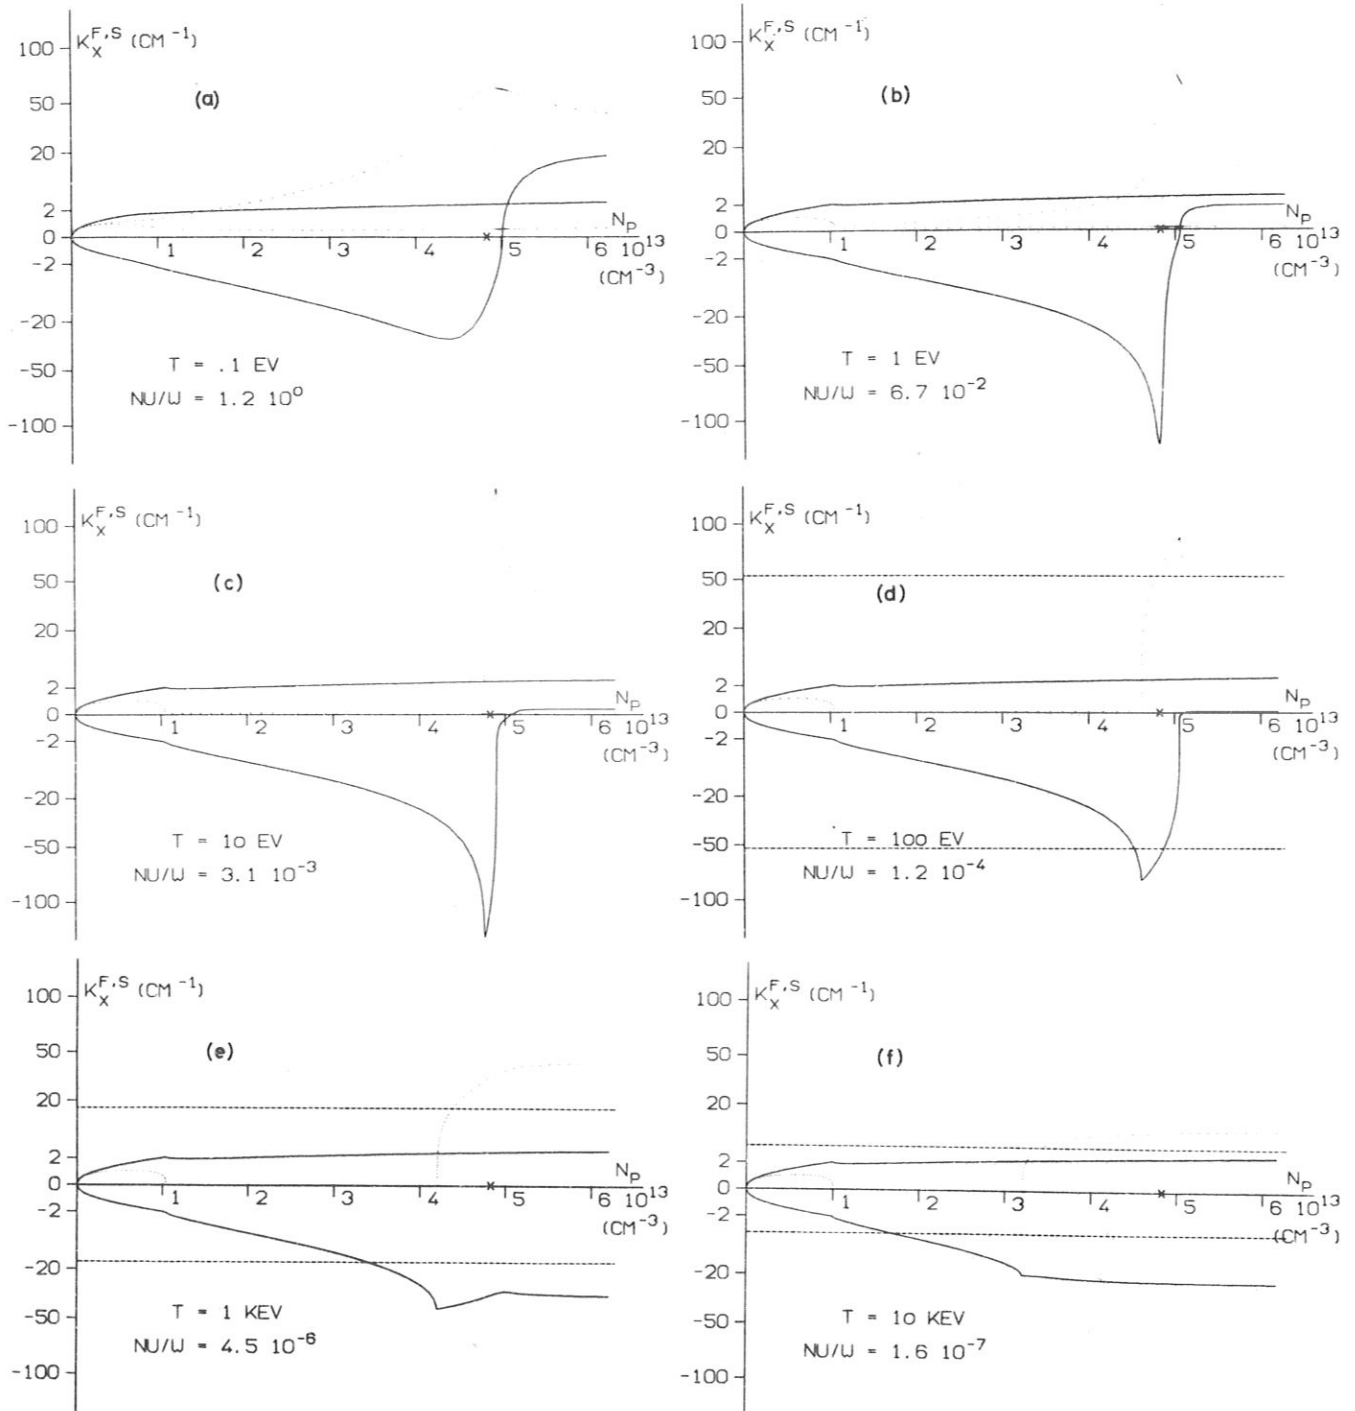 K_x^F,S (CM^-1)
100
50
20
2
0
-2
-20
-50
-100
(a)
N_P
1 2 3 4 5 6 10^13
(CM^-3)
T = .1 EV
NU/W = 1.2 10^0
K_x^F,S (CM^-1)
100
50
20
2
0
-2
-20
-50
-100
(b)
N_P
1 2 3 4 5 6 10^13
(CM^-3)
T = 1 EV
NU/W = 6.7 10^-2
K_x^F,S (CM^-1)
100
50
20
2
0
-2
-20
-50
-100
(c)
N_P
1 2 3 4 5 6 10^13
(CM^-3)
T = 10 EV
NU/W = 3.1 10^-3
K_x^F,S (CM^-1)
100
50
20
2
0
-2
-20
-50
-100
(d)
N_P
1 2 3 4 5 6 10^13
(CM^-3)
T = 100 EV
NU/W = 1.2 10^-4
K_x^F,S (CM^-1)
100
50
20
2
0
-2
-20
-50
-100
(e)
N_P
1 2 3 4 5 6 10^13
(CM^-3)
T = 1 KEV
NU/W = 4.5 10^-6
K_x^F,S (CM^-1)
100
50
20
2
0
-2
-20
-50
-100
(f)
N_P
1 2 3 4 5 6 10^13
(CM^-3)
T = 10 KEV
NU/W = 1.6 10^-7